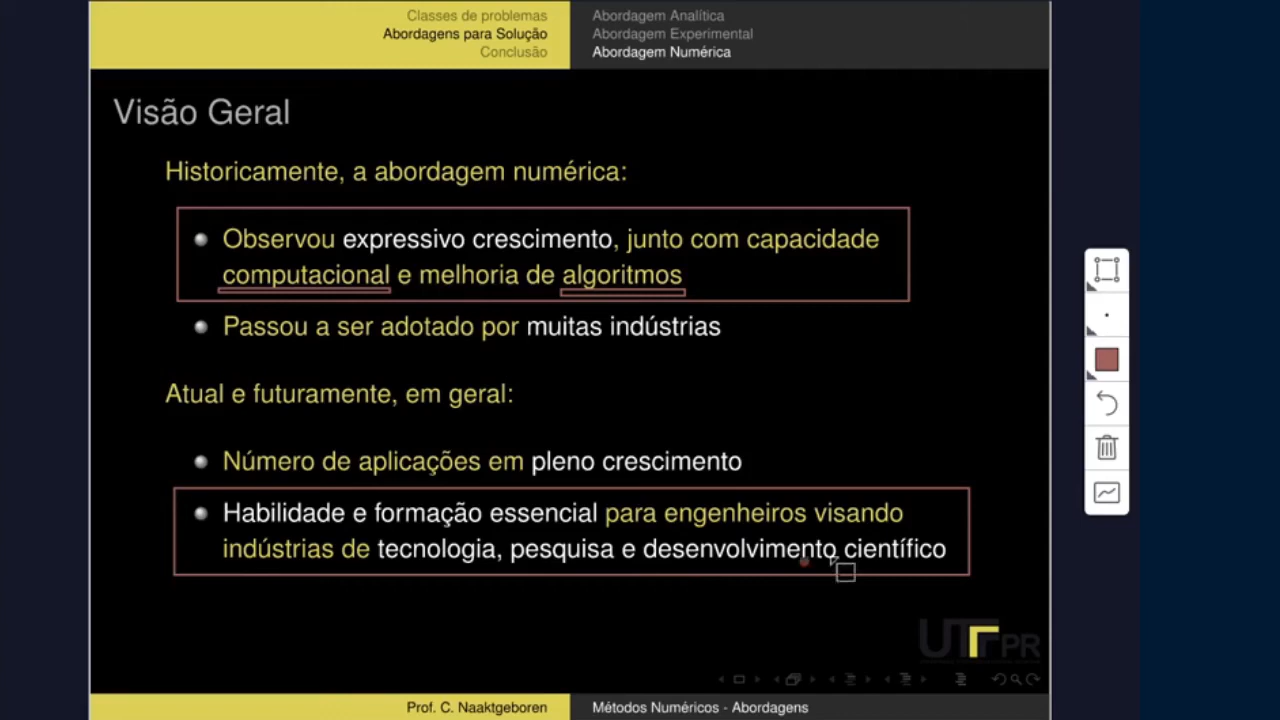 Classes de problemas
Abordagens para Solução
Conclusão
Abordagem Analítica
Abordagem Experimental
Abordagem Numérica
Visão Geral
Historicamente, a abordagem numérica:
Observou expressivo crescimento, junto com capacidade
computacional e melhoria de algoritmos
Passou a ser adotado por muitas indústrias
Atual e futuramente, em geral:
Número de aplicações em pleno crescimento
Habilidade e formação essencial para engenheiros visando
indústrias de tecnologia, pesquisa e desenvolvimento científico
UTFPR
Prof. C. Naaktgeboren
Métodos Numéricos - Abordagens